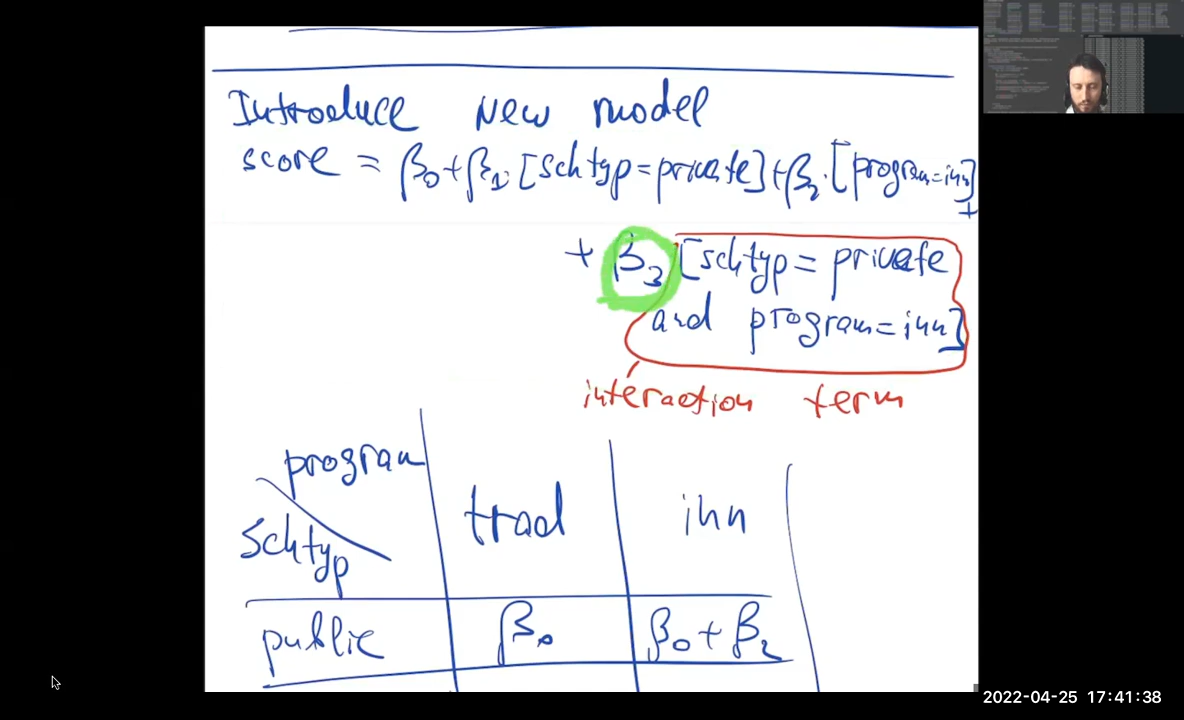 Introduce New model
score = β₀+β₁·[schtyp=private]+β₂·[program=inn]
+
+ β₃ [schtyp= private
and program=inn]
interaction term
program
schtyp
trad inn
public β₀ β₀+β₂
2022-04-25 17:41:38